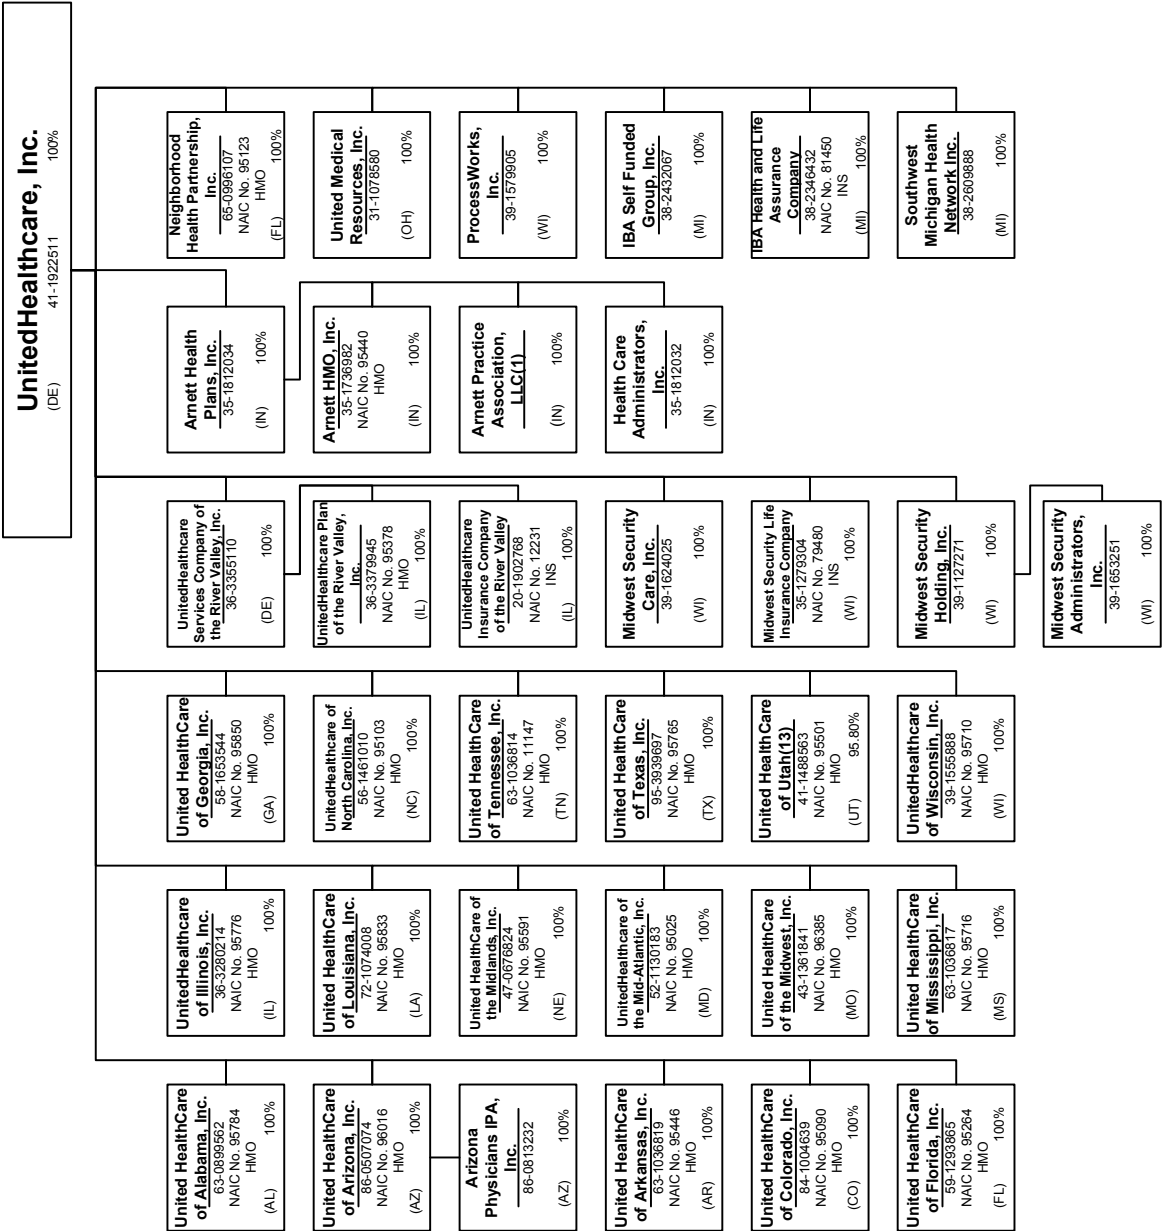 UnitedHealthcare, Inc.
(DE) 41-1922511 100%
United HealthCare
of Alabama, Inc.
63-0899562
NAIC No. 95784
HMO
(AL) 100%
United HealthCare
of Arizona, Inc.
86-0507074
NAIC No. 96016
HMO
(AZ) 100%
Arizona
Physicians IPA,
Inc.
86-0813232
(AZ) 100%
United HealthCare
of Arkansas, Inc.
63-1036819
NAIC No. 95446
HMO
(AR) 100%
United HealthCare
of Colorado, Inc.
84-1004639
NAIC No. 95090
HMO
(CO) 100%
United HealthCare
of Florida, Inc.
59-1293865
NAIC No. 95264
HMO
(FL) 100%
UnitedHealthcare
of Illinois, Inc.
36-3280214
NAIC No. 95776
HMO
(IL) 100%
United HealthCare
of Louisiana, Inc.
72-1074008
NAIC No. 95833
HMO
(LA) 100%
United HealthCare of
the Midlands, Inc.
47-0676824
NAIC No. 95591
HMO
(NE) 100%
UnitedHealthcare of
the Mid-Atlantic, Inc.
52-1130183
NAIC No. 95025
HMO
(MD) 100%
United HealthCare
of the Midwest, Inc.
43-1361841
NAIC No. 96385
HMO
(MO) 100%
United HealthCare
of Mississippi, Inc.
63-1036817
NAIC No. 95716
HMO
(MS) 100%
United HealthCare
of Georgia, Inc.
58-1653544
NAIC No. 95850
HMO
(GA) 100%
UnitedHealthcare of
North Carolina, Inc.
56-1461010
NAIC No. 95103
HMO
(NC) 100%
United HealthCare
of Tennessee, Inc.
63-1036814
NAIC No. 11147
HMO
(TN) 100%
United HealthCare
of Texas, Inc.
95-3939697
NAIC No. 95765
HMO
(TX) 100%
United HealthCare
of Utah(13)
41-1488563
NAIC No. 95501
HMO
(UT) 95.80%
UnitedHealthcare
of Wisconsin, Inc.
39-1555888
NAIC No. 95710
HMO
(WI) 100%
UnitedHealthcare
Services Company of
the River Valley, Inc.
36-3355110
(DE) 100%
UnitedHealthcare Plan
of the River Valley,
Inc.
36-3379945
NAIC No. 95378
HMO
(IL) 100%
UnitedHealthcare
Insurance Company
of the River Valley
20-1902768
NAIC No. 12231
INS
(IL) 100%
Midwest Security
Care, Inc.
39-1624025
(WI) 100%
Midwest Security Life
Insurance Company
35-1279304
NAIC No. 79480
INS
(WI) 100%
Midwest Security
Holding, Inc.
39-1127271
(WI) 100%
Midwest Security
Administrators,
Inc.
39-1653251
(WI) 100%
Arnett Health
Plans, Inc.
35-1812034
(IN) 100%
Arnett HMO, Inc.
35-1736982
NAIC No. 95440
HMO
(IN) 100%
Arnett Practice
Association,
LLC(1)
(IN) 100%
Health Care
Administrators,
Inc.
35-1812032
(IN) 100%
Neighborhood
Health Partnership,
Inc.
65-0996107
NAIC No. 95123
HMO
(FL) 100%
United Medical
Resources, Inc.
31-1078580
(OH) 100%
ProcessWorks,
Inc.
39-1579905
(WI) 100%
IBA Self Funded
Group, Inc.
38-2432067
(MI) 100%
IBA Health and Life
Assurance
Company
38-2346432
NAIC No. 81450
INS
(MI) 100%
Southwest
Michigan Health
Network Inc.
38-2609888
(MI) 100%